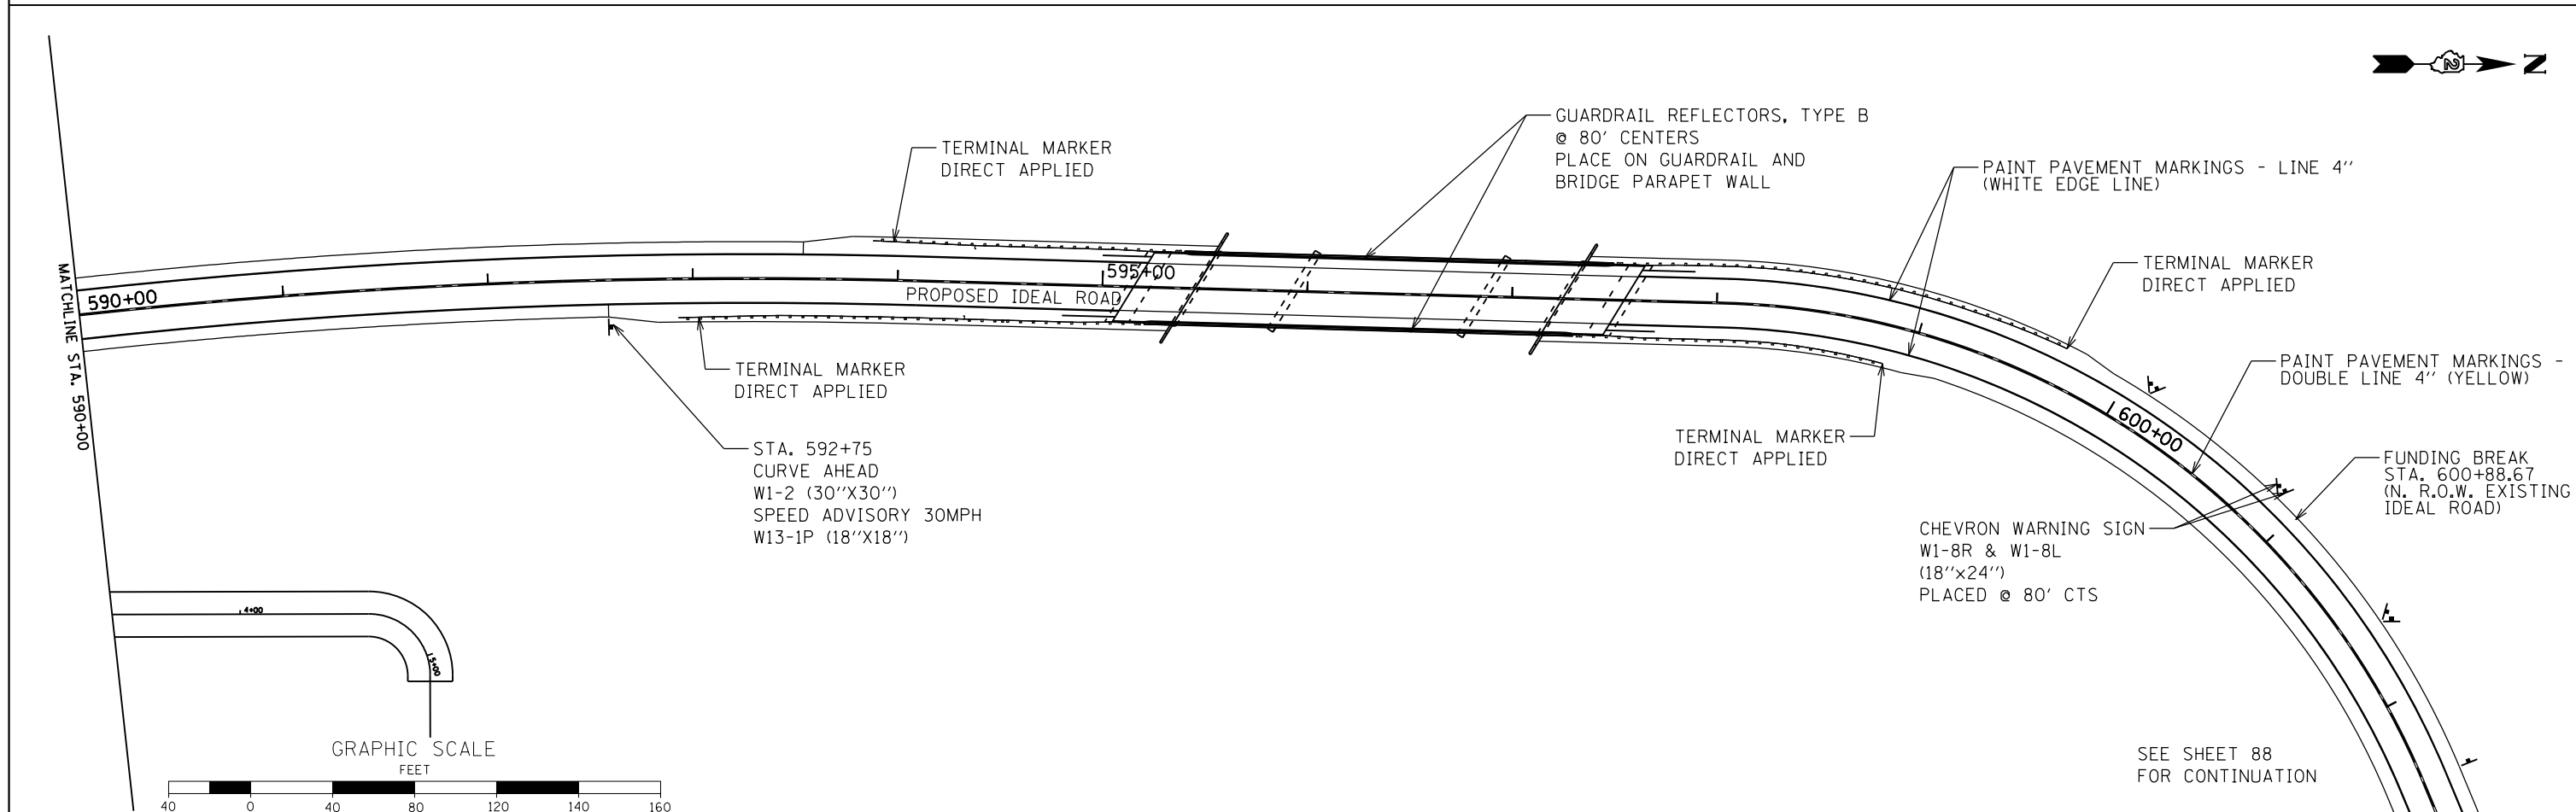 N
2
GUARDRAIL REFLECTORS, TYPE B
@ 80' CENTERS
PLACE ON GUARDRAIL AND
BRIDGE PARAPET WALL
TERMINAL MARKER
DIRECT APPLIED
PAINT PAVEMENT MARKINGS - LINE 4''
(WHITE EDGE LINE)
TERMINAL MARKER
DIRECT APPLIED
MATCHLINE STA. 590+00
590+00
PROPOSED IDEAL ROAD
595+00
600+00
TERMINAL MARKER
DIRECT APPLIED
PAINT PAVEMENT MARKINGS -
DOUBLE LINE 4'' (YELLOW)
STA. 592+75
CURVE AHEAD
W1-2 (30''X30'')
SPEED ADVISORY 30MPH
W13-1P (18''X18'')
TERMINAL MARKER
DIRECT APPLIED
FUNDING BREAK
STA. 600+88.67
(N. R.O.W. EXISTING
IDEAL ROAD)
CHEVRON WARNING SIGN
W1-8R & W1-8L
(18''x24'')
PLACED @ 80' CTS
4+00
5+00
GRAPHIC SCALE
FEET
40 0 40 80 120 140 160
SEE SHEET 88
FOR CONTINUATION